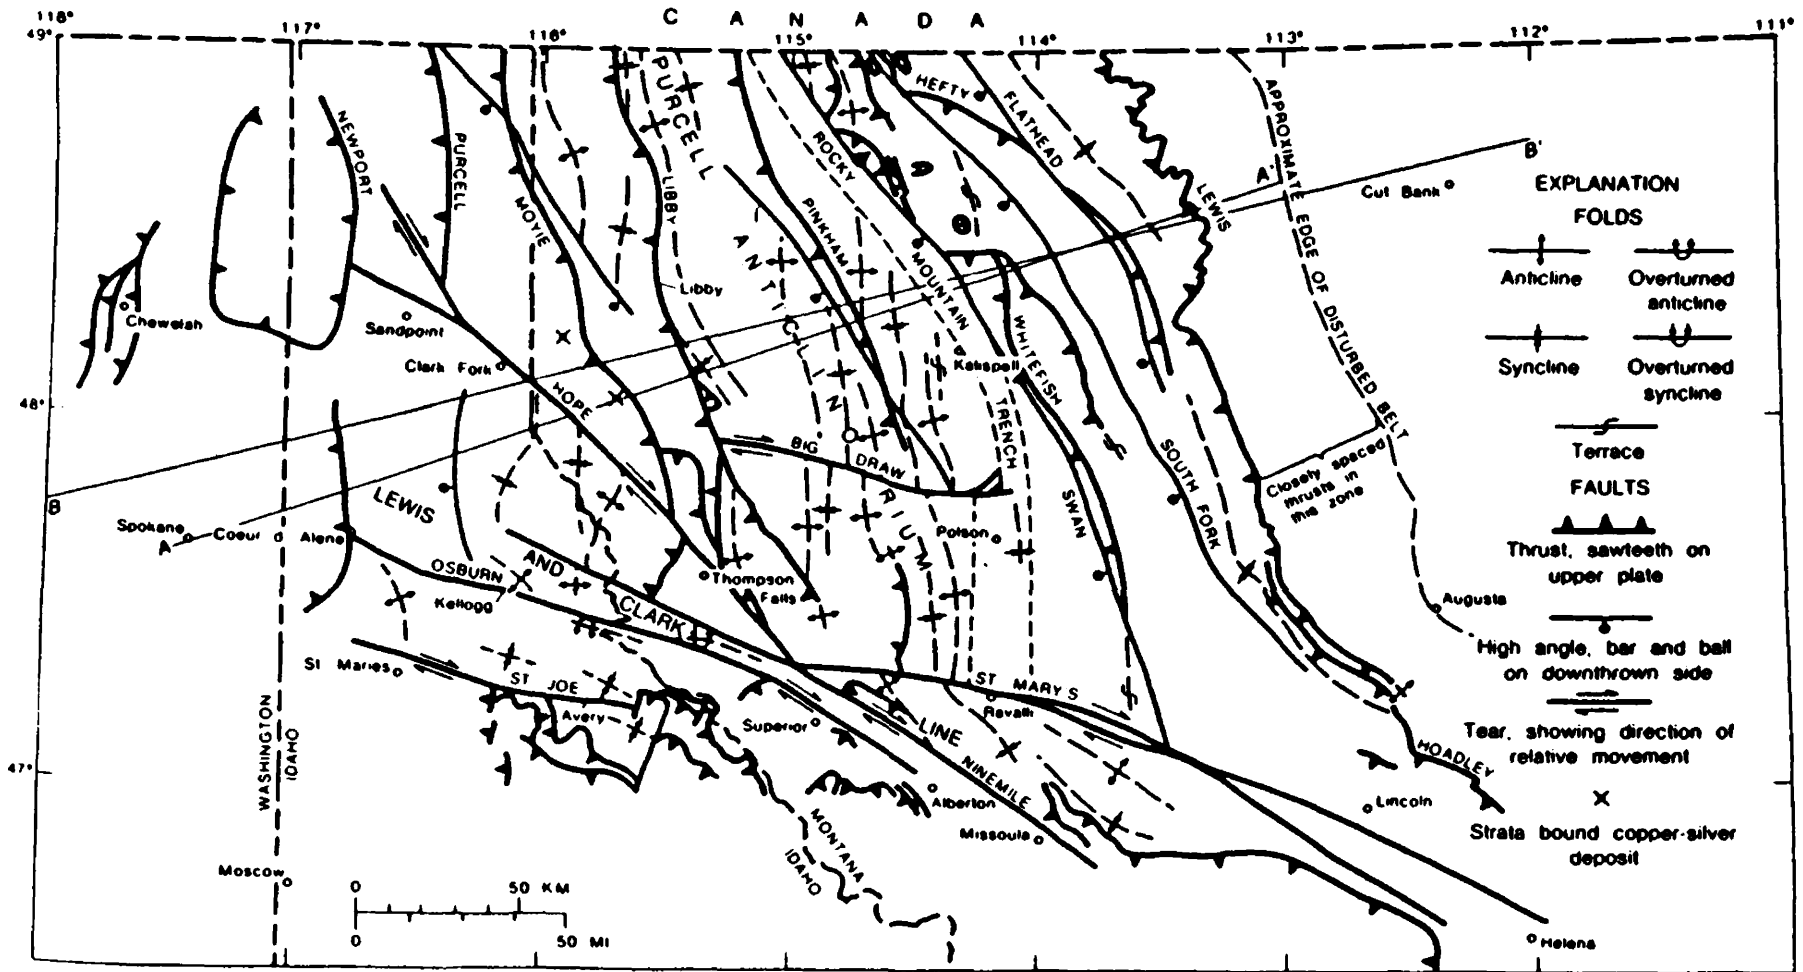 C A N A D A
118°
117°
116°
115°
114°
113°
112°
111°
49°
48°
47°
NEWPORT
PURCELL
MOYIE
PURCELL
LIBBY
ANTICLINORIUM
PINKHAM
ROCKY
MOUNTAIN
TRENCH
HEFTY
FLATHEAD
WHITEFISH
LEWIS
APPROXIMATE EDGE OF DISTURBED BELT
A'
B'
Cut Bank
Chewelah
Sandpoint
Clark Fork
HOPE
Libby
Kalispell
BIG DRAW
SWAN
SOUTH FORK
Closely spaced
thrusts in
this zone
B
A
Spokane
Coeur d Alene
LEWIS
AND
CLARK
LINE
OSBURN
Kellogg
Thompson
Falls
Polson
Augusta
St Maries
ST JOE
Avery
Superior
ST MARYS
Ravalli
NINEMILE
Alberton
Missoula
HOADLEY
Lincoln
Helena
WASHINGTON
IDAHO
MONTANA
IDAHO
Moscow
0 50 KM
0 50 MI
EXPLANATION
FOLDS
Anticline
Overturned
anticline
Syncline
Overturned
syncline
Terrace
FAULTS
Thrust, sawteeth on
upper plate
High angle, bar and ball
on downthrown side
Tear, showing direction of
relative movement
Strata bound copper-silver
deposit